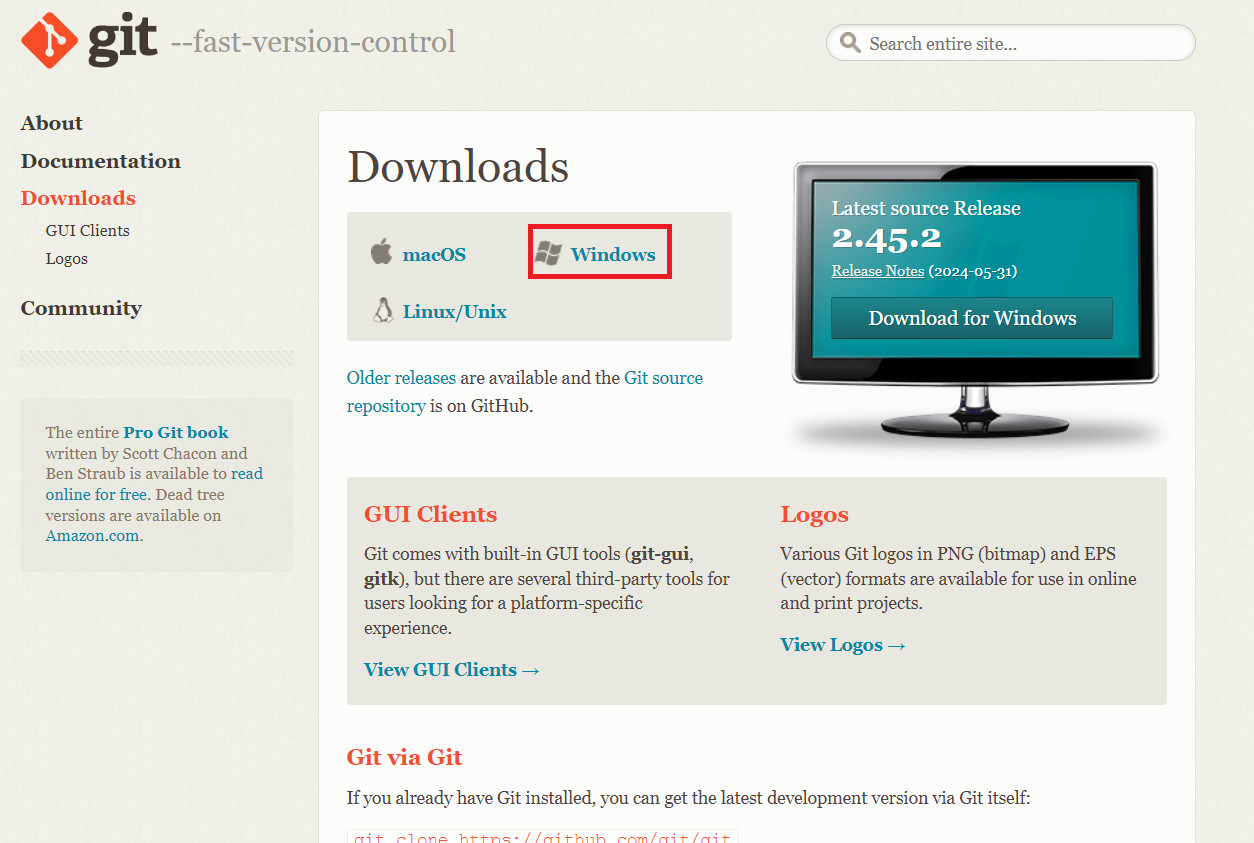 git --fast-version-control
Search entire site...
About
Documentation
Downloads
GUI Clients
Logos
Community
The entire Pro Git book
written by Scott Chacon and
Ben Straub is available to read
online for free. Dead tree
versions are available on
Amazon.com.
Downloads
macOS
Windows
Linux/Unix
Older releases are available and the Git source
repository is on GitHub.
Latest source Release
2.45.2
Release Notes (2024-05-31)
Download for Windows
GUI Clients
Git comes with built-in GUI tools (git-gui,
gitk), but there are several third-party tools for
users looking for a platform-specific
experience.
View GUI Clients →
Logos
Various Git logos in PNG (bitmap) and EPS
(vector) formats are available for use in online
and print projects.
View Logos →
Git via Git
If you already have Git installed, you can get the latest development version via Git itself:
git clone https://github.com/git/git